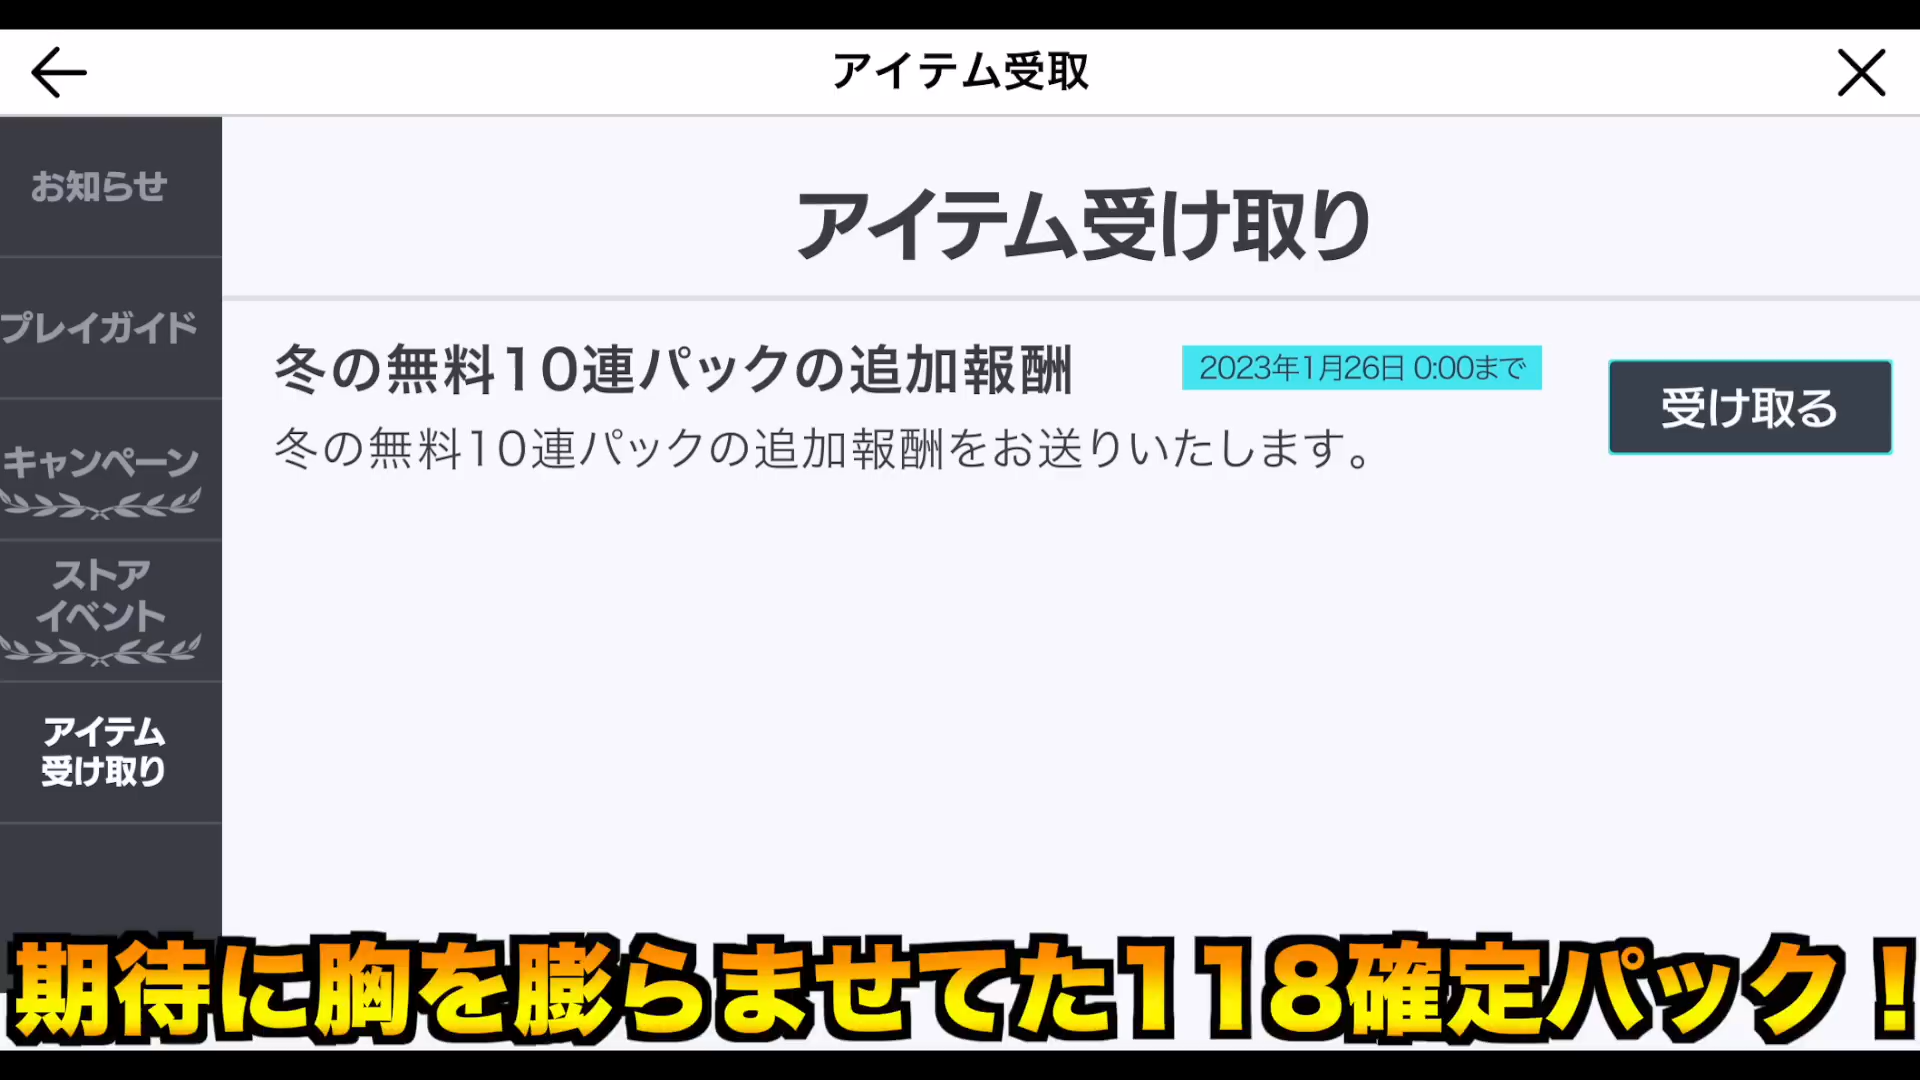 アイテム受取
お知らせ
プレイガイド
キャンペーン
ストア
イベント
アイテム
受け取り
アイテム受け取り
冬の無料10連パックの追加報酬
2023年1月26日 0:00まで
冬の無料10連パックの追加報酬をお送りいたします。
受け取る
期待に胸を膨らませてた118確定パック！